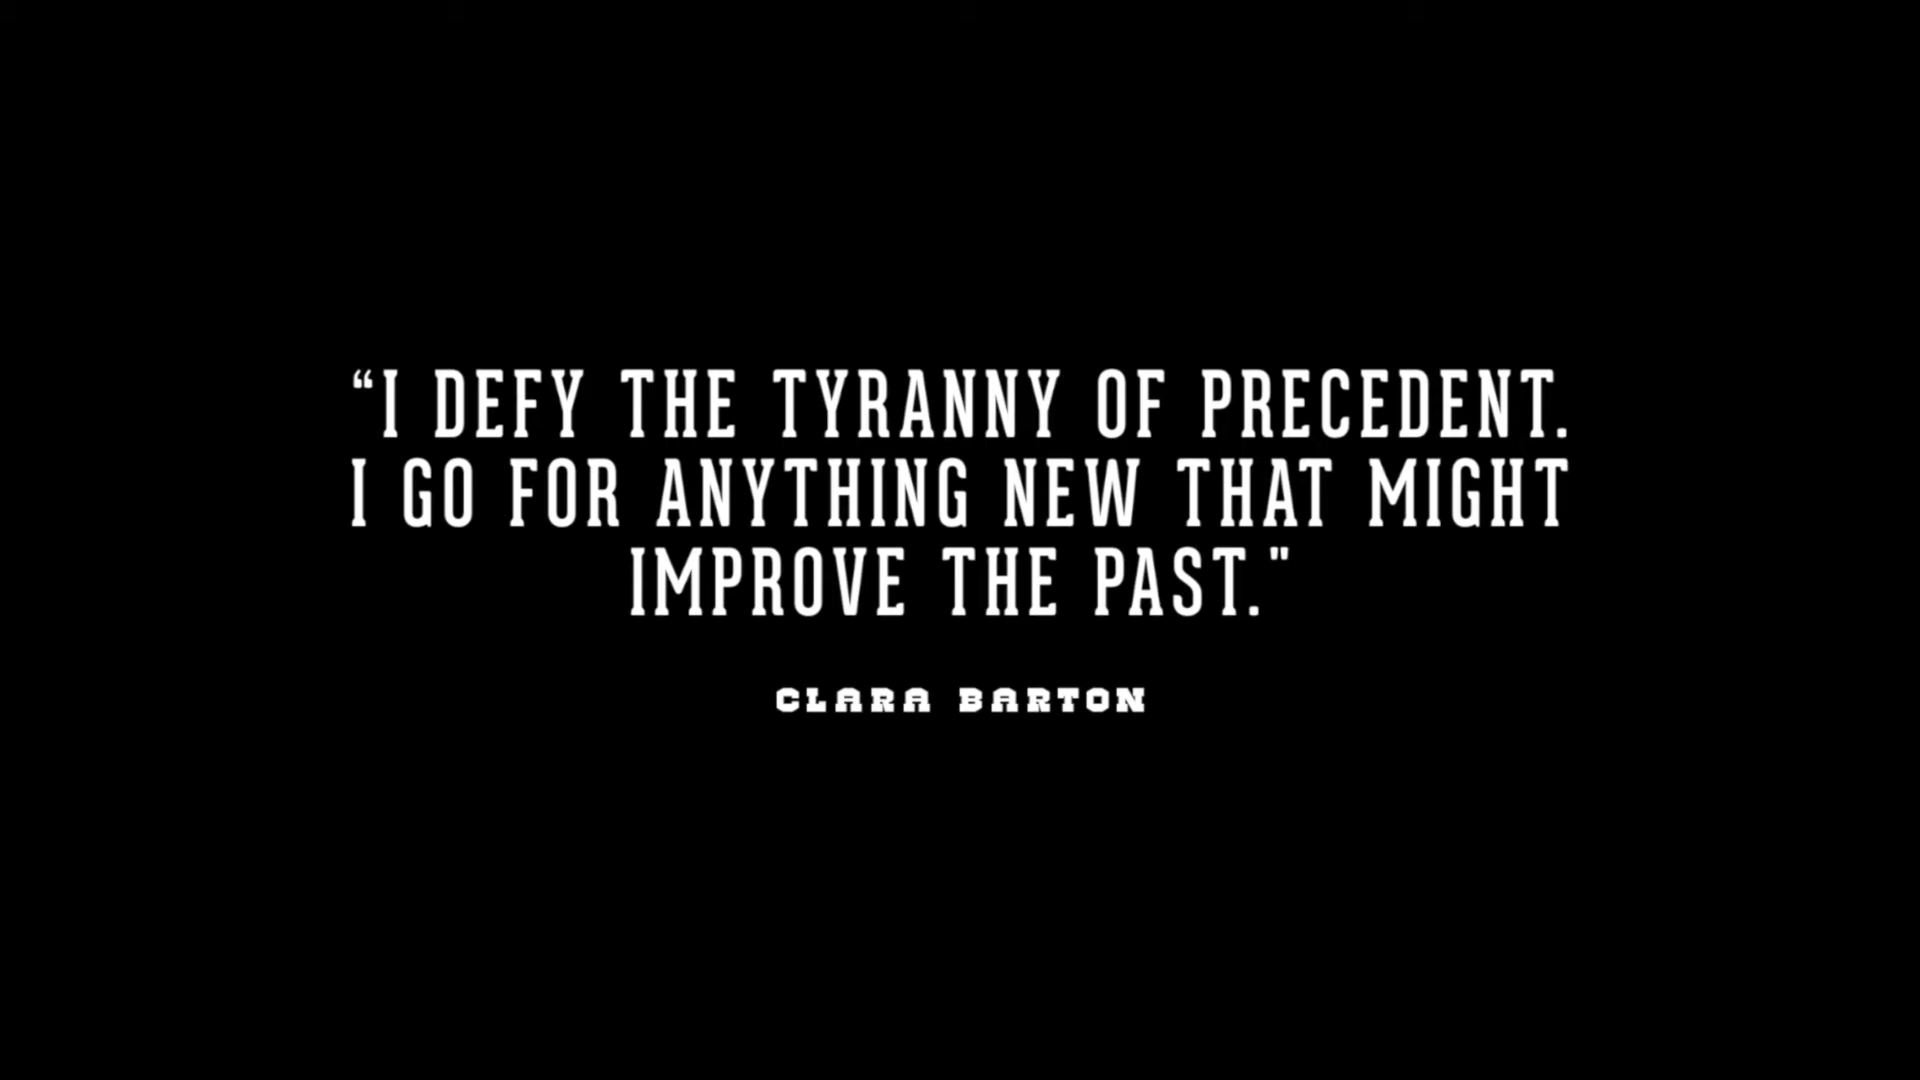 “I DEFY THE TYRANNY OF PRECEDENT.
I GO FOR ANYTHING NEW THAT MIGHT
IMPROVE THE PAST."
CLARA BARTON